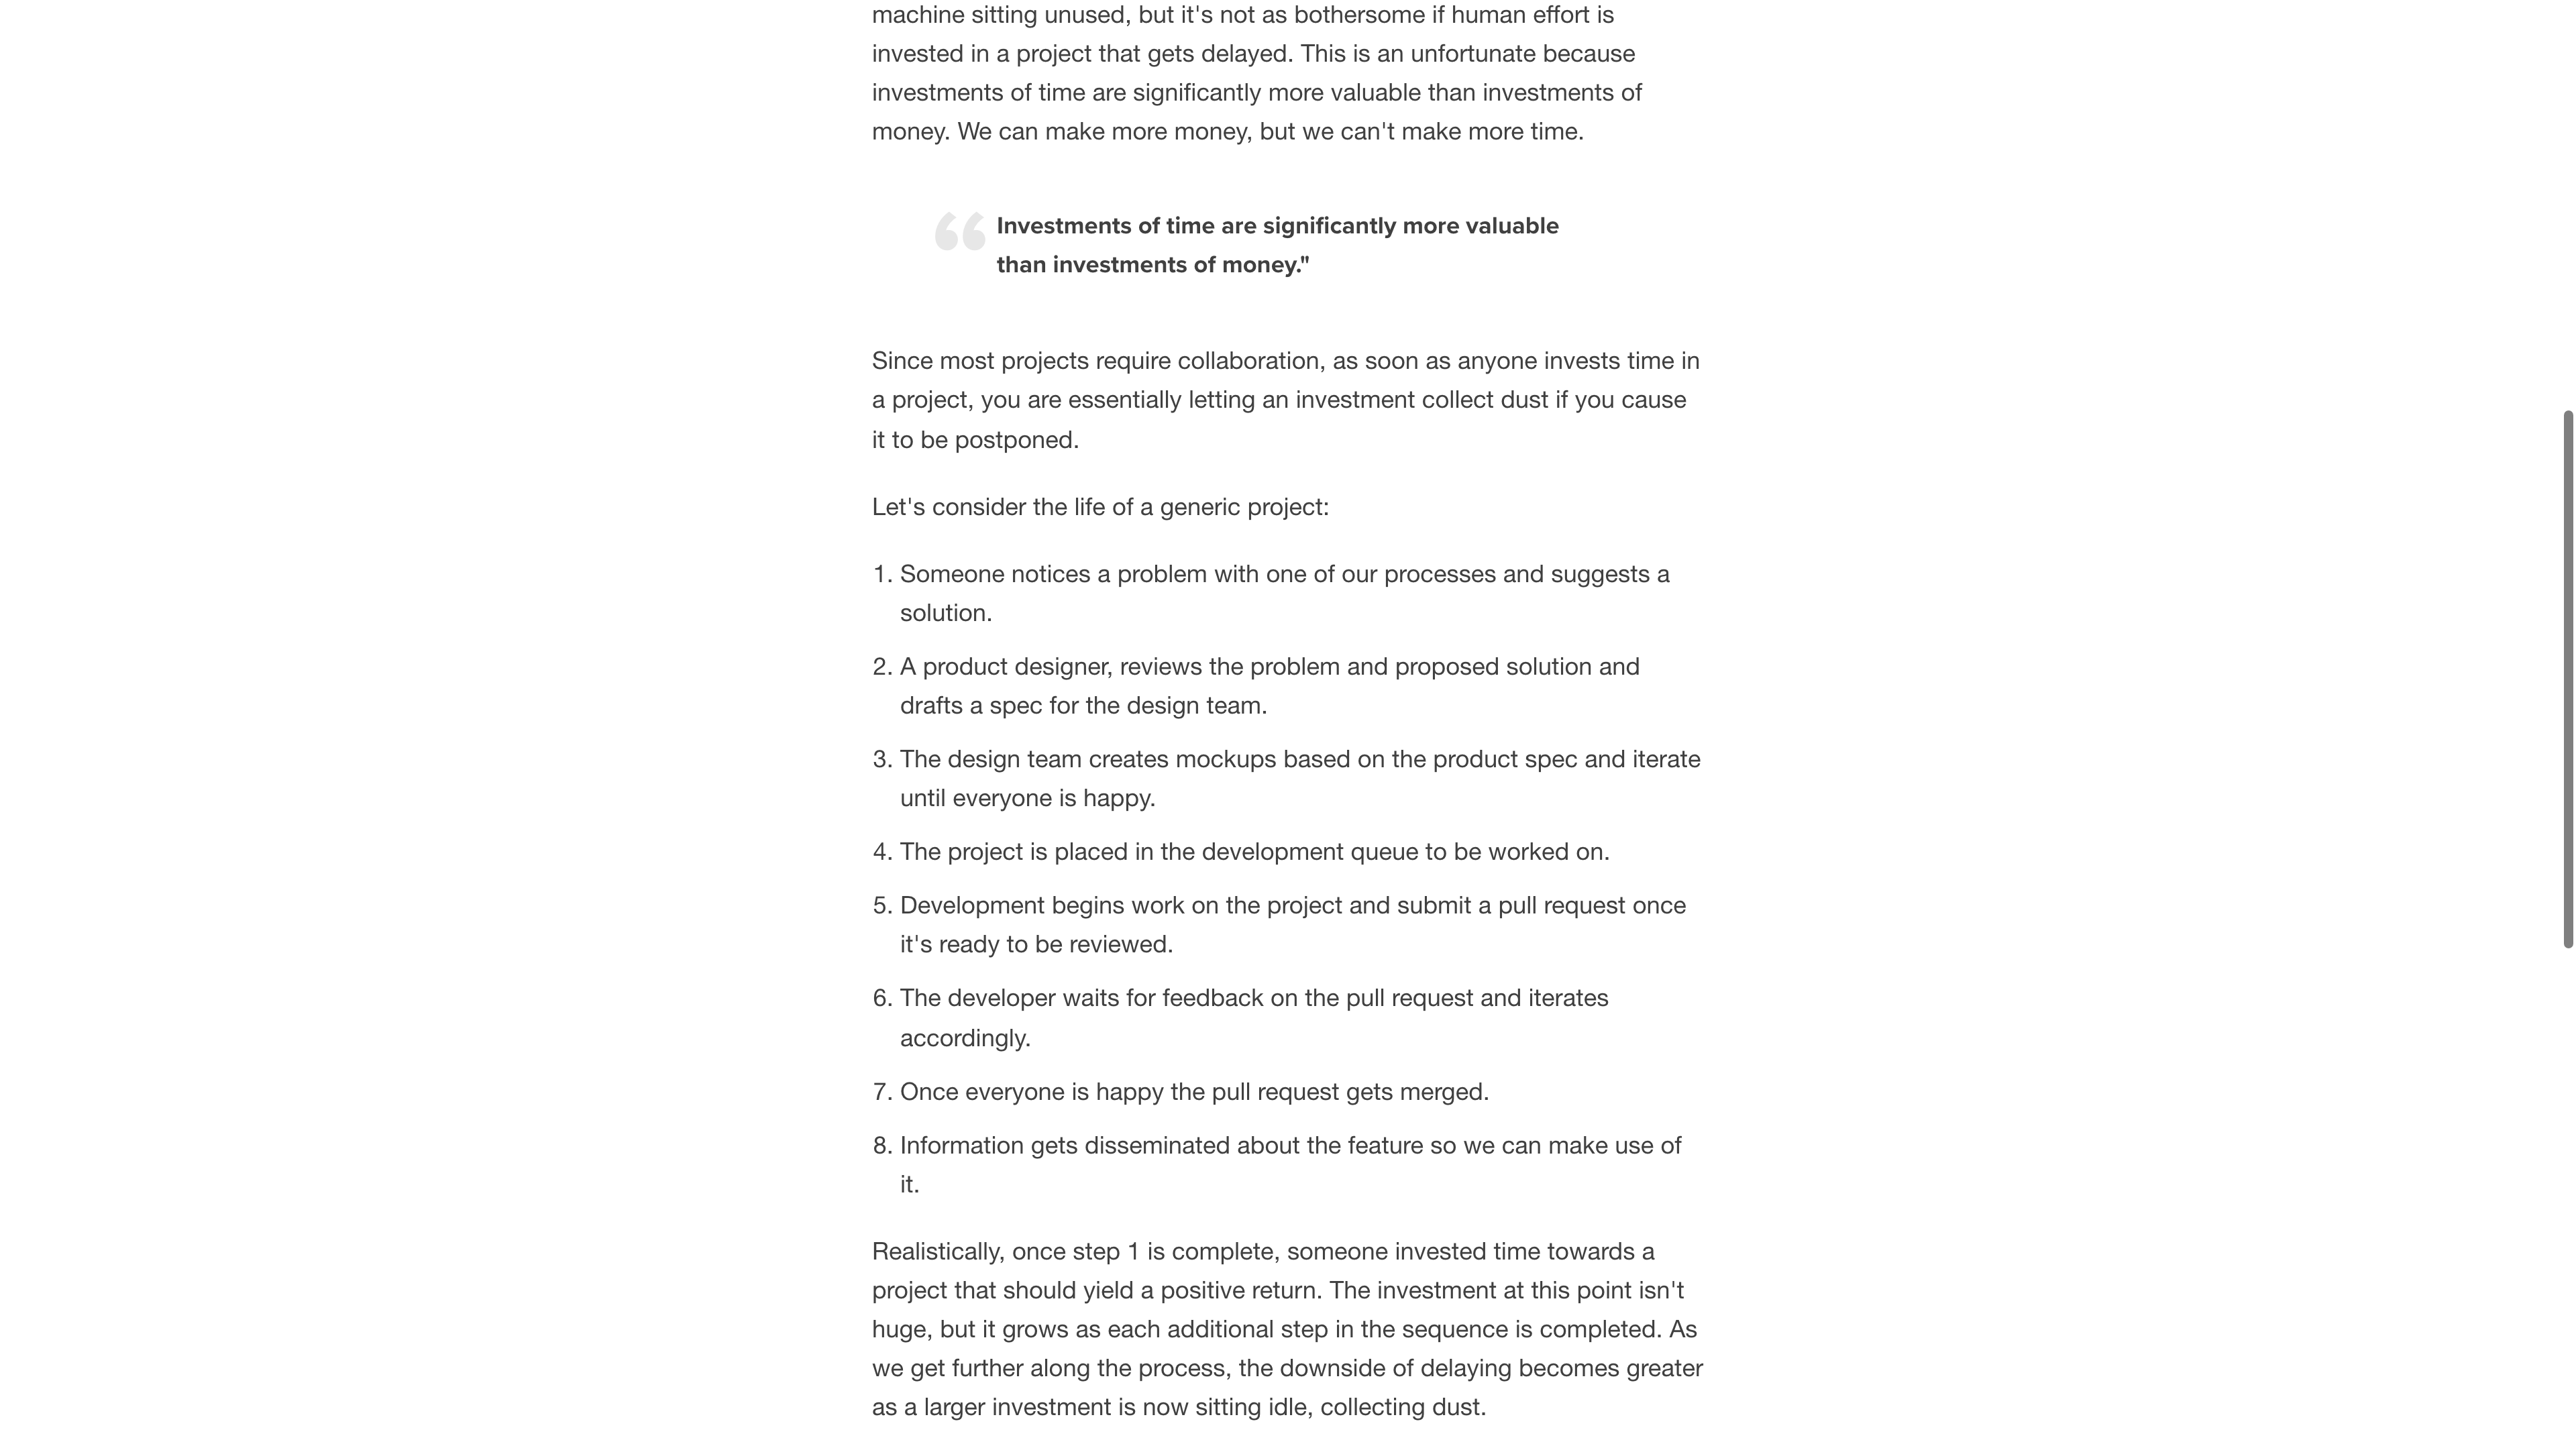 machine sitting unused, but it's not as bothersome if human effort is
invested in a project that gets delayed. This is an unfortunate because
investments of time are significantly more valuable than investments of
money. We can make more money, but we can't make more time.
“ Investments of time are significantly more valuable
than investments of money."
Since most projects require collaboration, as soon as anyone invests time in
a project, you are essentially letting an investment collect dust if you cause
it to be postponed.
Let's consider the life of a generic project:
1. Someone notices a problem with one of our processes and suggests a
solution.
2. A product designer, reviews the problem and proposed solution and
drafts a spec for the design team.
3. The design team creates mockups based on the product spec and iterate
until everyone is happy.
4. The project is placed in the development queue to be worked on.
5. Development begins work on the project and submit a pull request once
it's ready to be reviewed.
6. The developer waits for feedback on the pull request and iterates
accordingly.
7. Once everyone is happy the pull request gets merged.
8. Information gets disseminated about the feature so we can make use of
it.
Realistically, once step 1 is complete, someone invested time towards a
project that should yield a positive return. The investment at this point isn't
huge, but it grows as each additional step in the sequence is completed. As
we get further along the process, the downside of delaying becomes greater
as a larger investment is now sitting idle, collecting dust.